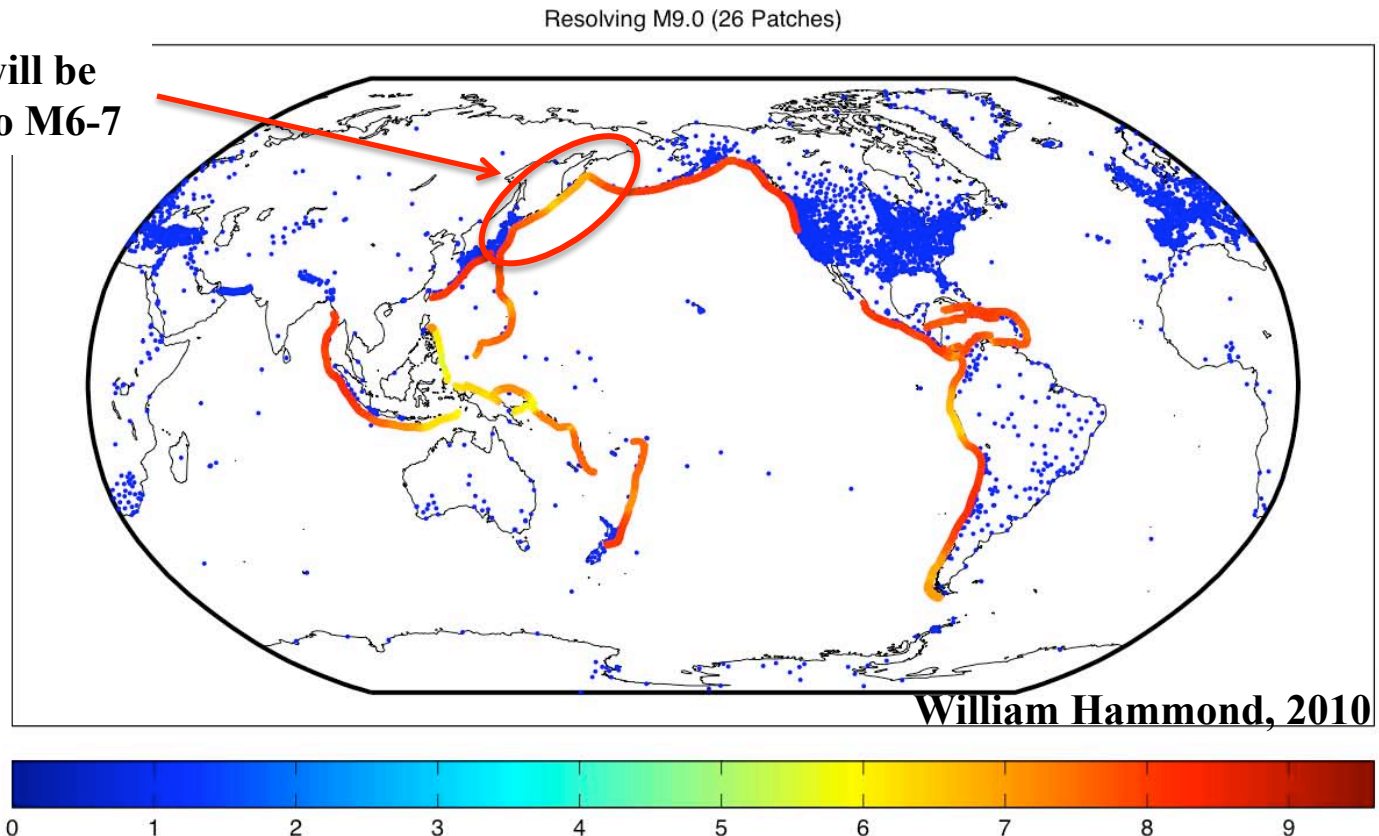 Resolving M9.0 (26 Patches)
will be
o M6-7
William Hammond, 2010
0 1 2 3 4 5 6 7 8 9